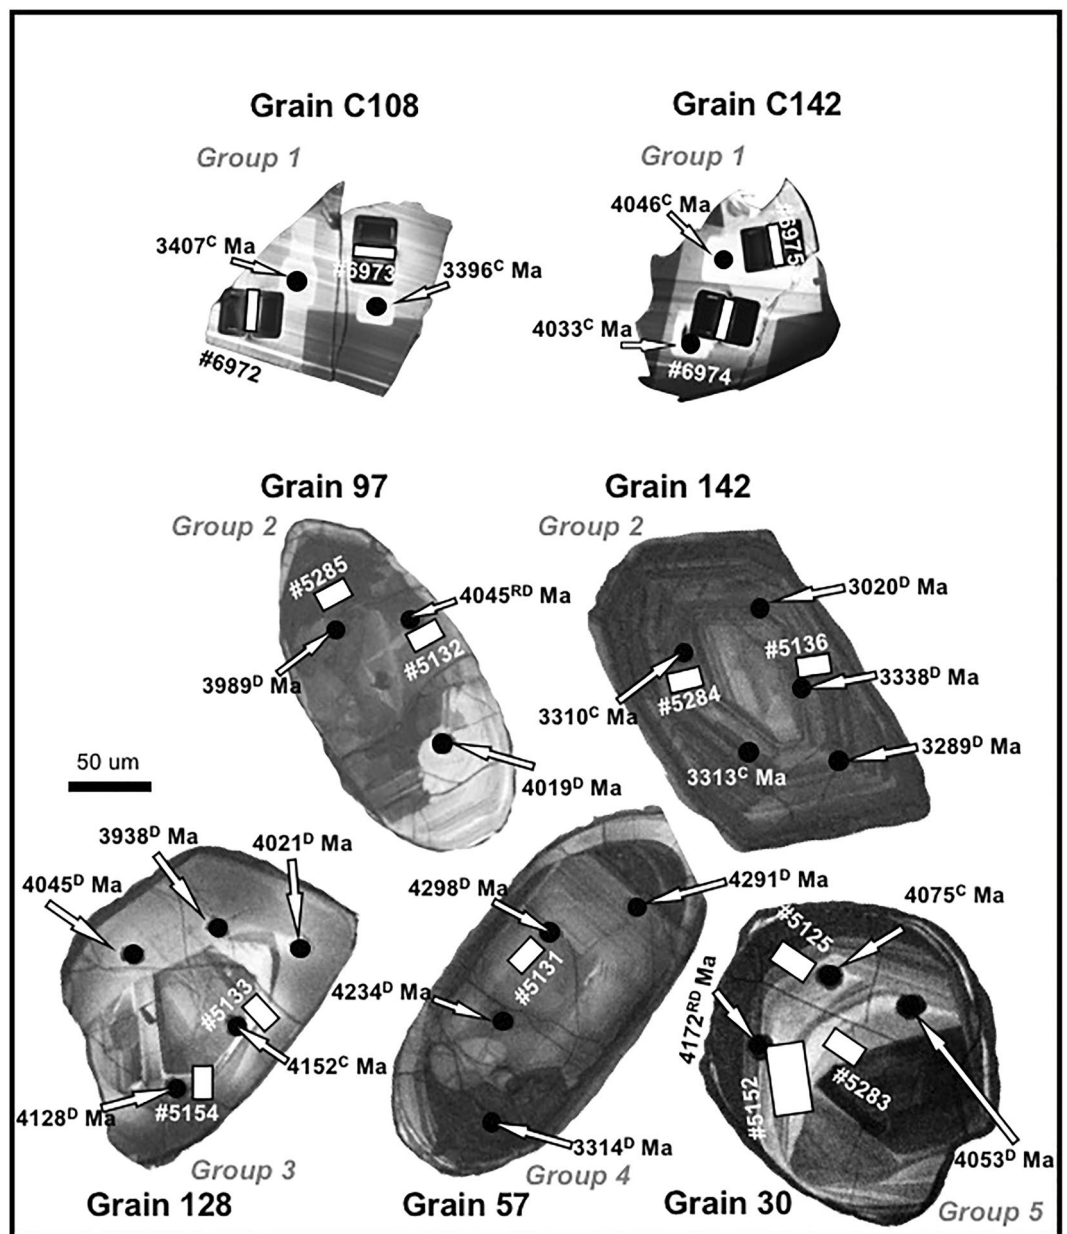 Grain C108
Grain C142
Group 1
Group 1
3407ᶜ Ma
#6973
3396ᶜ Ma
#6972
4046ᶜ Ma
#6975
4033ᶜ Ma
#6974
Grain 97
Grain 142
Group 2
Group 2
#5285
4045ᴿᴰ Ma
#5132
3989ᴰ Ma
4019ᴰ Ma
3020ᴰ Ma
#5136
3338ᴰ Ma
#5284
3310ᶜ Ma
3289ᴰ Ma
3313ᶜ Ma
50 um
3938ᴰ Ma
4021ᴰ Ma
4045ᴰ Ma
#5133
4152ᶜ Ma
4128ᴰ Ma
#5154
Group 3
Grain 128
4298ᴰ Ma
4291ᴰ Ma
#5131
4234ᴰ Ma
3314ᴰ Ma
Group 4
Grain 57
4075ᶜ Ma
#5125
4172ᴿᴰ Ma
#5283
#5152
4053ᴰ Ma
Grain 30
Group 5